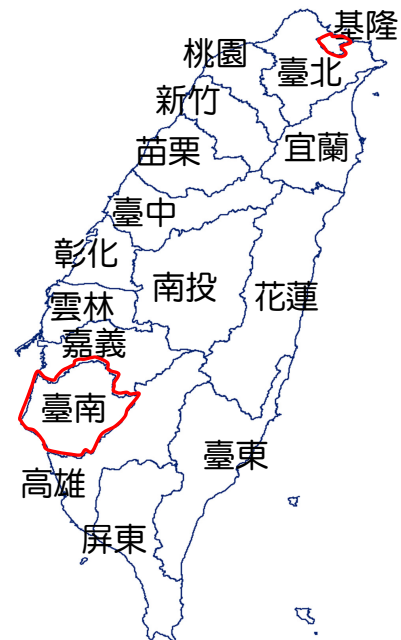 基隆
桃園
臺北
新竹
苗栗
宜蘭
臺中
彰化
南投
花蓮
雲林
嘉義
臺南
臺東
高雄
屏東